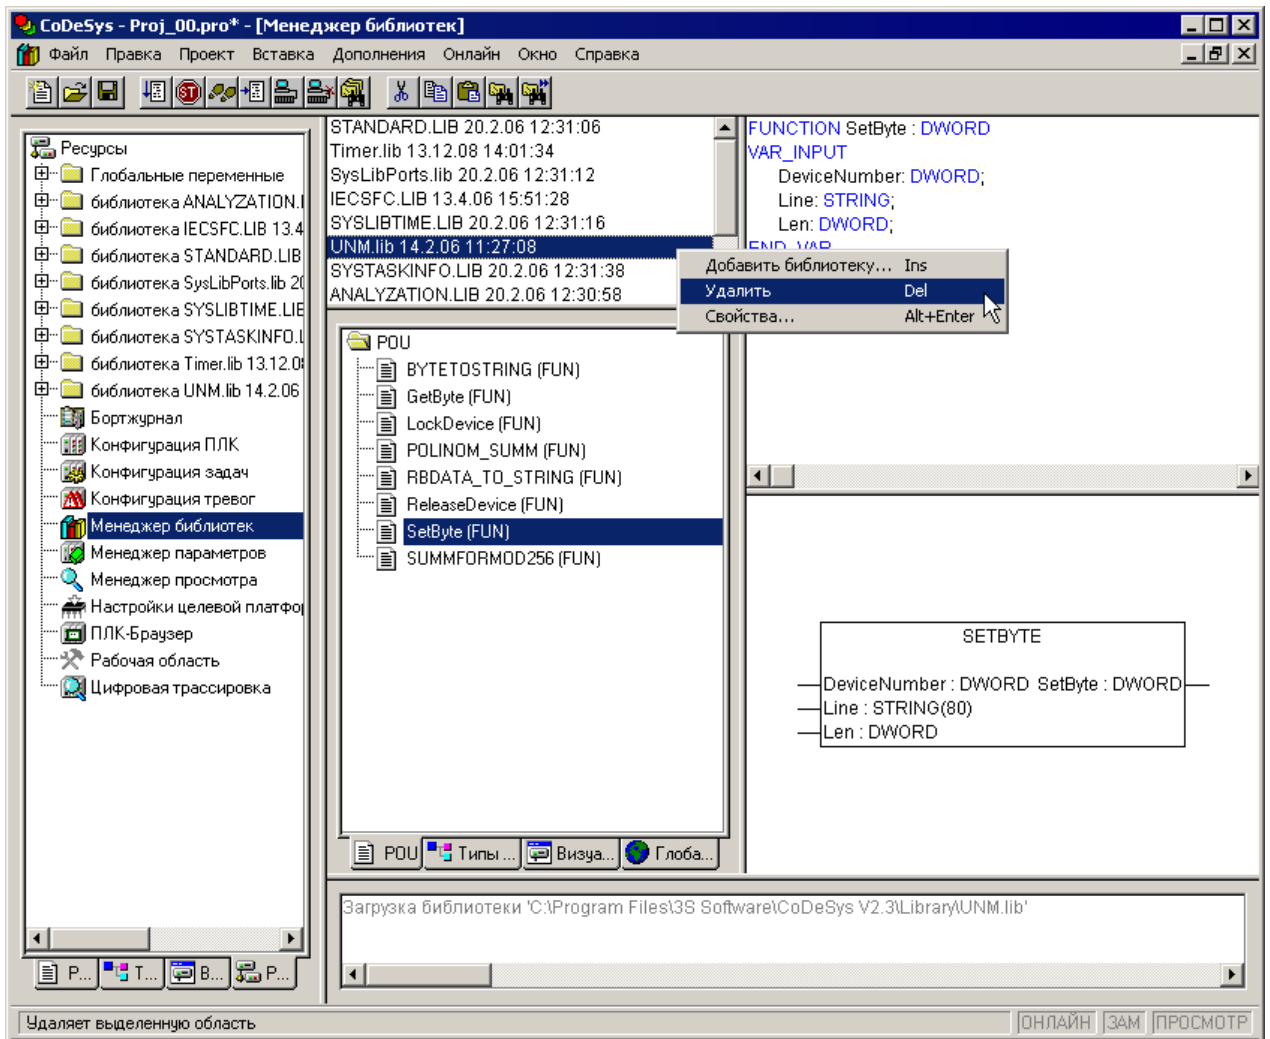 CoDeSys - Proj_00.pro* - [Менеджер библиотек]
Файл Правка Проект Вставка Дополнения Онлайн Окно Справка
Ресурсы
Глобальные переменные
библиотека ANALYZATION.
библиотека IECSFC.LIB 13.4
библиотека STANDARD.LIB
библиотека SysLibPorts.lib 20
библиотека SYSLIBTIME.LIB
библиотека SYSTASKINFO.L
библиотека Timer.lib 13.12.0
библиотека UNM.lib 14.2.06
Бортжурнал
Конфигурация ПЛК
Конфигурация задач
Конфигурация тревог
Менеджер библиотек
Менеджер параметров
Менеджер просмотра
Настройки целевой платфор
ПЛК-Браузер
Рабочая область
Цифровая трассировка
Р... Т... В... Р...
STANDARD.LIB 20.2.06 12:31:06
Timer.lib 13.12.08 14:01:34
SysLibPorts.lib 20.2.06 12:31:12
IECSFC.LIB 13.4.06 15:51:28
SYSLIBTIME.LIB 20.2.06 12:31:16
UNM.lib 14.2.06 11:27:08
SYSTASKINFO.LIB 20.2.06 12:31:38
ANALYZATION.LIB 20.2.06 12:30:58
POU
BYTETOSTRING (FUN)
GetByte (FUN)
LockDevice (FUN)
POLINOM_SUMM (FUN)
RBDATA_TO_STRING (FUN)
ReleaseDevice (FUN)
SetByte (FUN)
SUMMFORMOD256 (FUN)
POU Типы ... Визуа... Глоба...
FUNCTION SetByte : DWORD
VAR_INPUT
DeviceNumber: DWORD;
Line: STRING;
Len: DWORD;
END_VAR
Добавить библиотеку... Ins
Удалить Del
Свойства... Alt+Enter
SETBYTE
DeviceNumber : DWORD SetByte : DWORD
Line : STRING(80)
Len : DWORD
Загрузка библиотеки 'C:\Program Files\3S Software\CoDeSys V2.3\Library\UNM.lib'
Удаляет выделенную область
ОНЛАЙН ЗАМ ПРОСМОТР